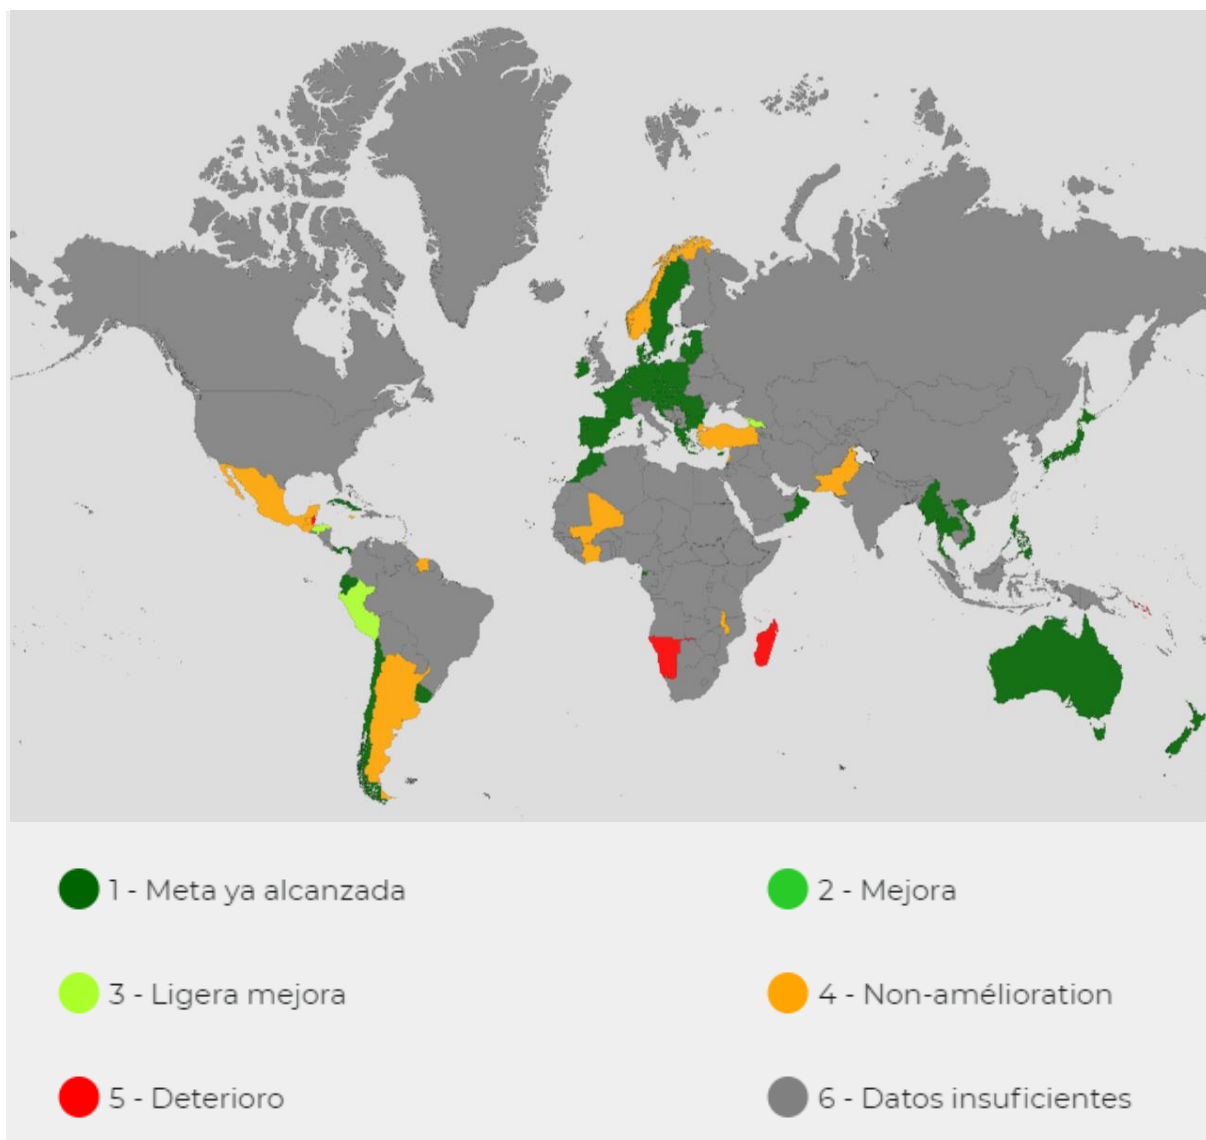 1 - Meta ya alcanzada
2 - Mejora
3 - Ligera mejora
4 - Non-amélioration
5 - Deterioro
6 - Datos insuficientes